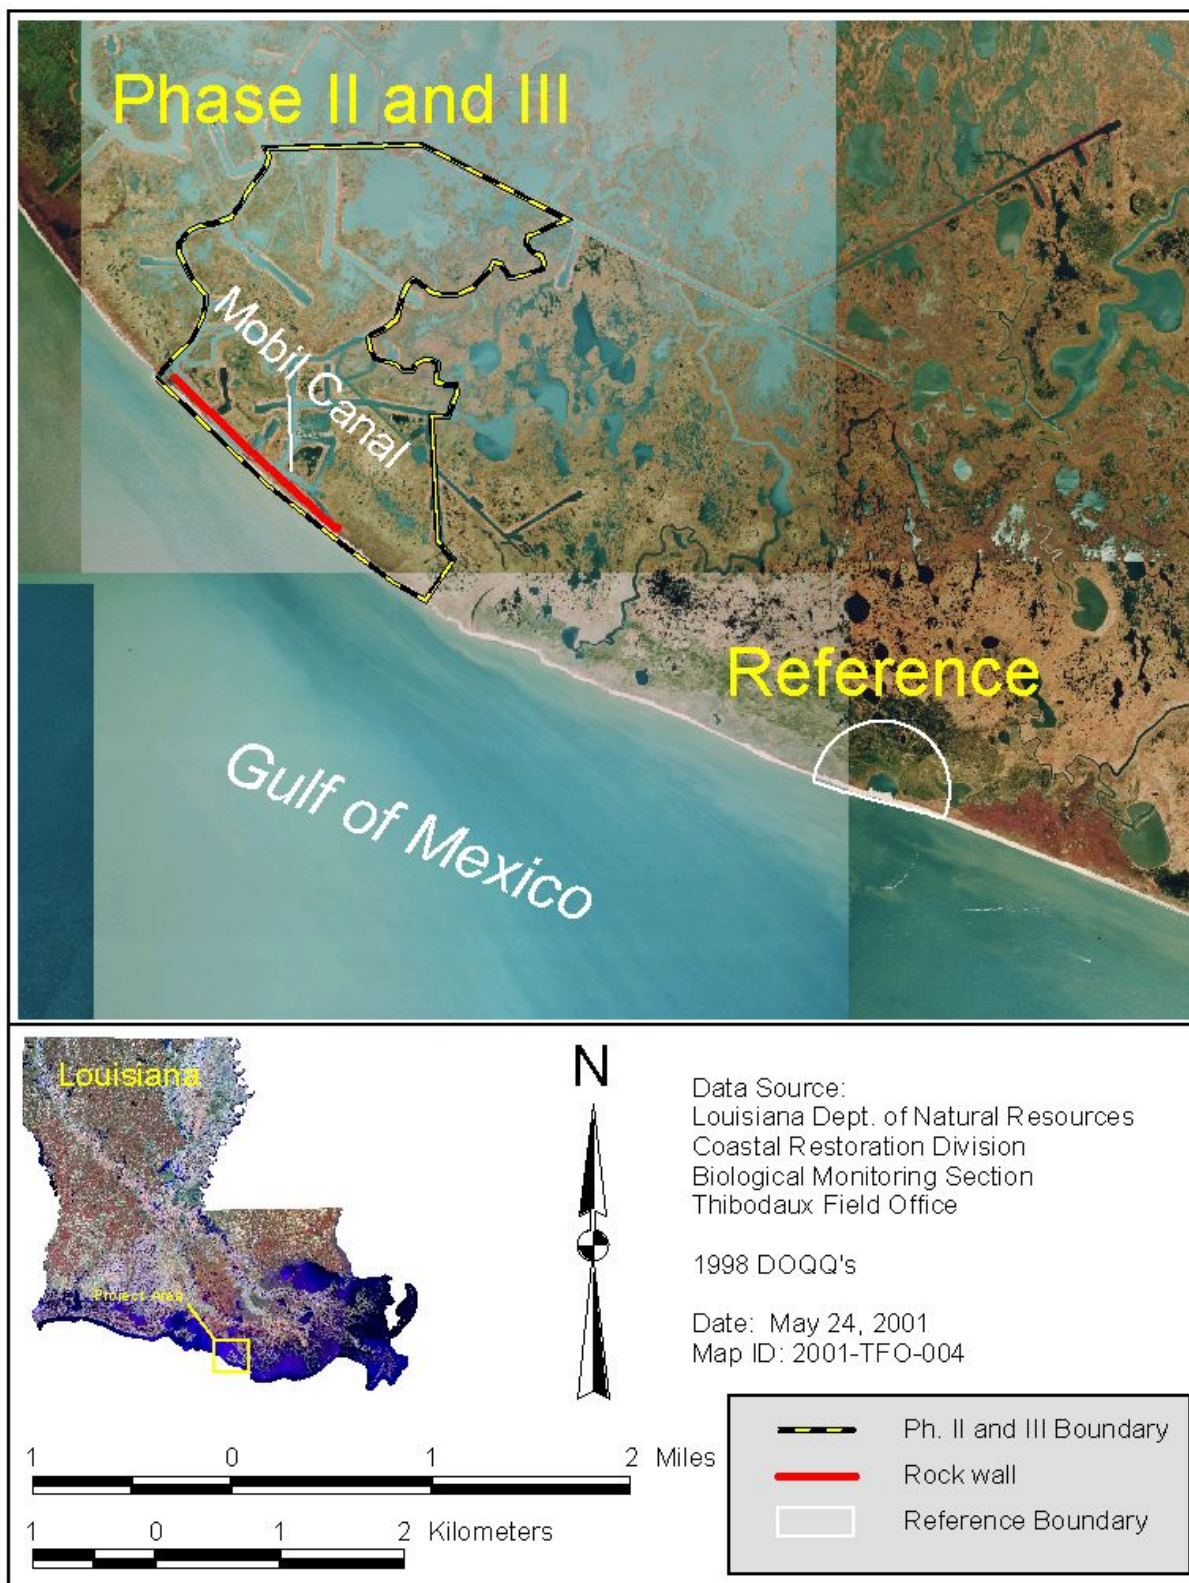 Phase II and III
Mobil Canal
Reference
Gulf of Mexico
Louisiana
Project Area
N
Data Source:
Louisiana Dept. of Natural Resources
Coastal Restoration Division
Biological Monitoring Section
Thibodaux Field Office
1998 DOQQ's
Date: May 24, 2001
Map ID: 2001-TFO-004
1 0 1 2 Miles
1 0 1 2 Kilometers
Ph. II and III Boundary
Rock wall
Reference Boundary